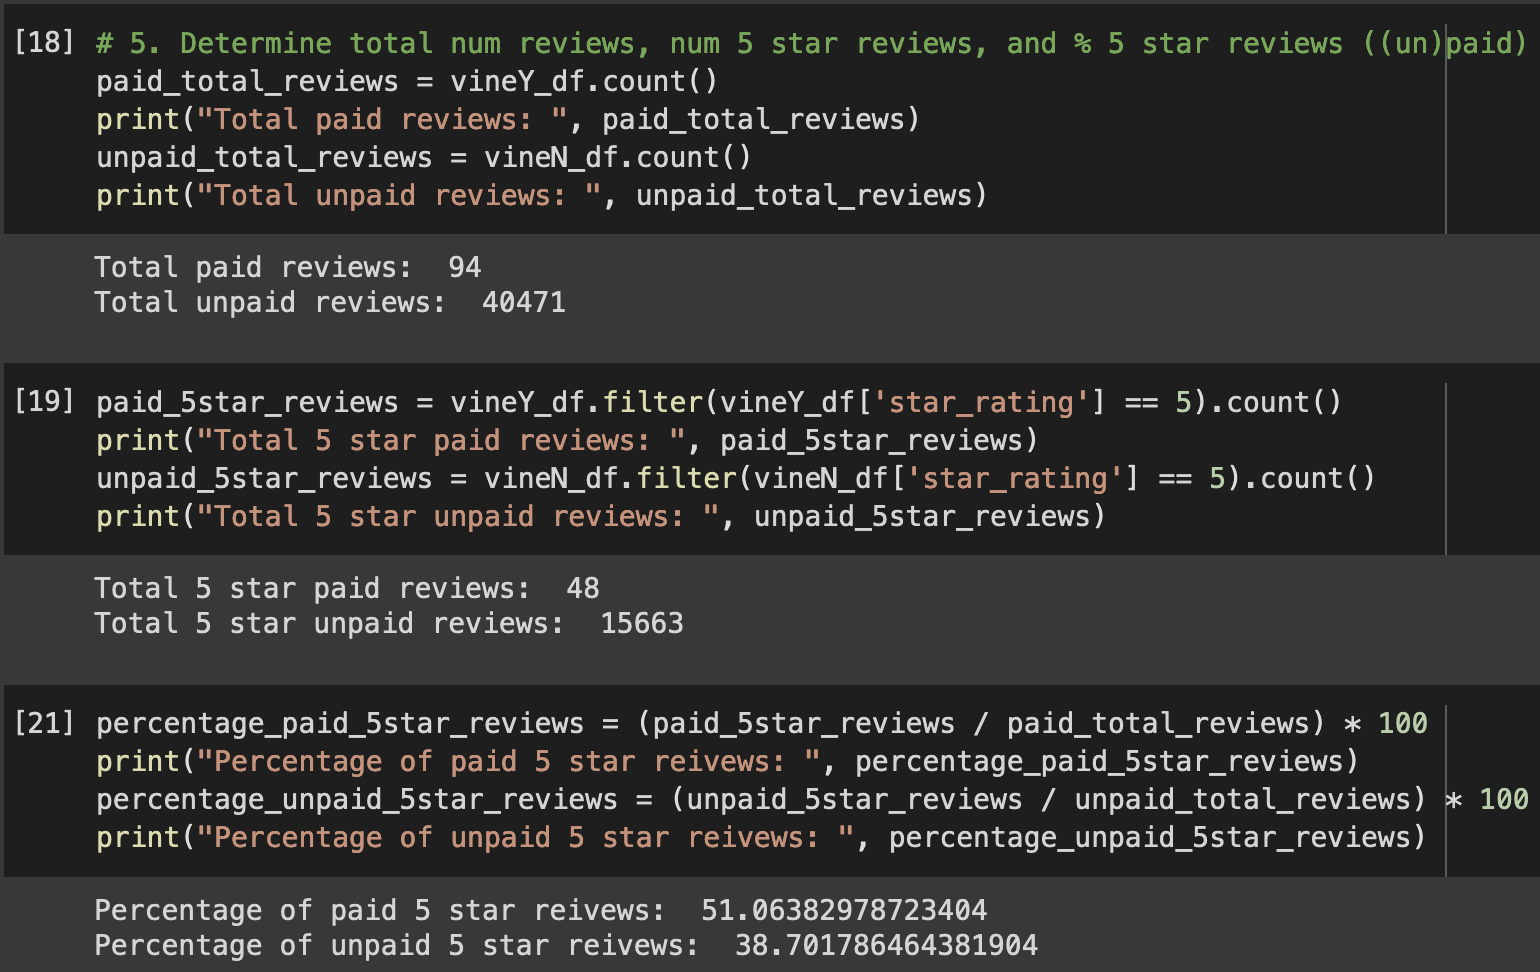 [18] # 5. Determine total num reviews, num 5 star reviews, and % 5 star reviews ((un)paid)
paid_total_reviews = vineY_df.count()
print("Total paid reviews: ", paid_total_reviews)
unpaid_total_reviews = vineN_df.count()
print("Total unpaid reviews: ", unpaid_total_reviews)
Total paid reviews:  94
Total unpaid reviews:  40471
[19] paid_5star_reviews = vineY_df.filter(vineY_df['star_rating'] == 5).count()
print("Total 5 star paid reviews: ", paid_5star_reviews)
unpaid_5star_reviews = vineN_df.filter(vineN_df['star_rating'] == 5).count()
print("Total 5 star unpaid reviews: ", unpaid_5star_reviews)
Total 5 star paid reviews:  48
Total 5 star unpaid reviews:  15663
[21] percentage_paid_5star_reviews = (paid_5star_reviews / paid_total_reviews) * 100
print("Percentage of paid 5 star reivews: ", percentage_paid_5star_reviews)
percentage_unpaid_5star_reviews = (unpaid_5star_reviews / unpaid_total_reviews) * 100
print("Percentage of unpaid 5 star reivews: ", percentage_unpaid_5star_reviews)
Percentage of paid 5 star reivews:  51.06382978723404
Percentage of unpaid 5 star reivews:  38.701786464381904